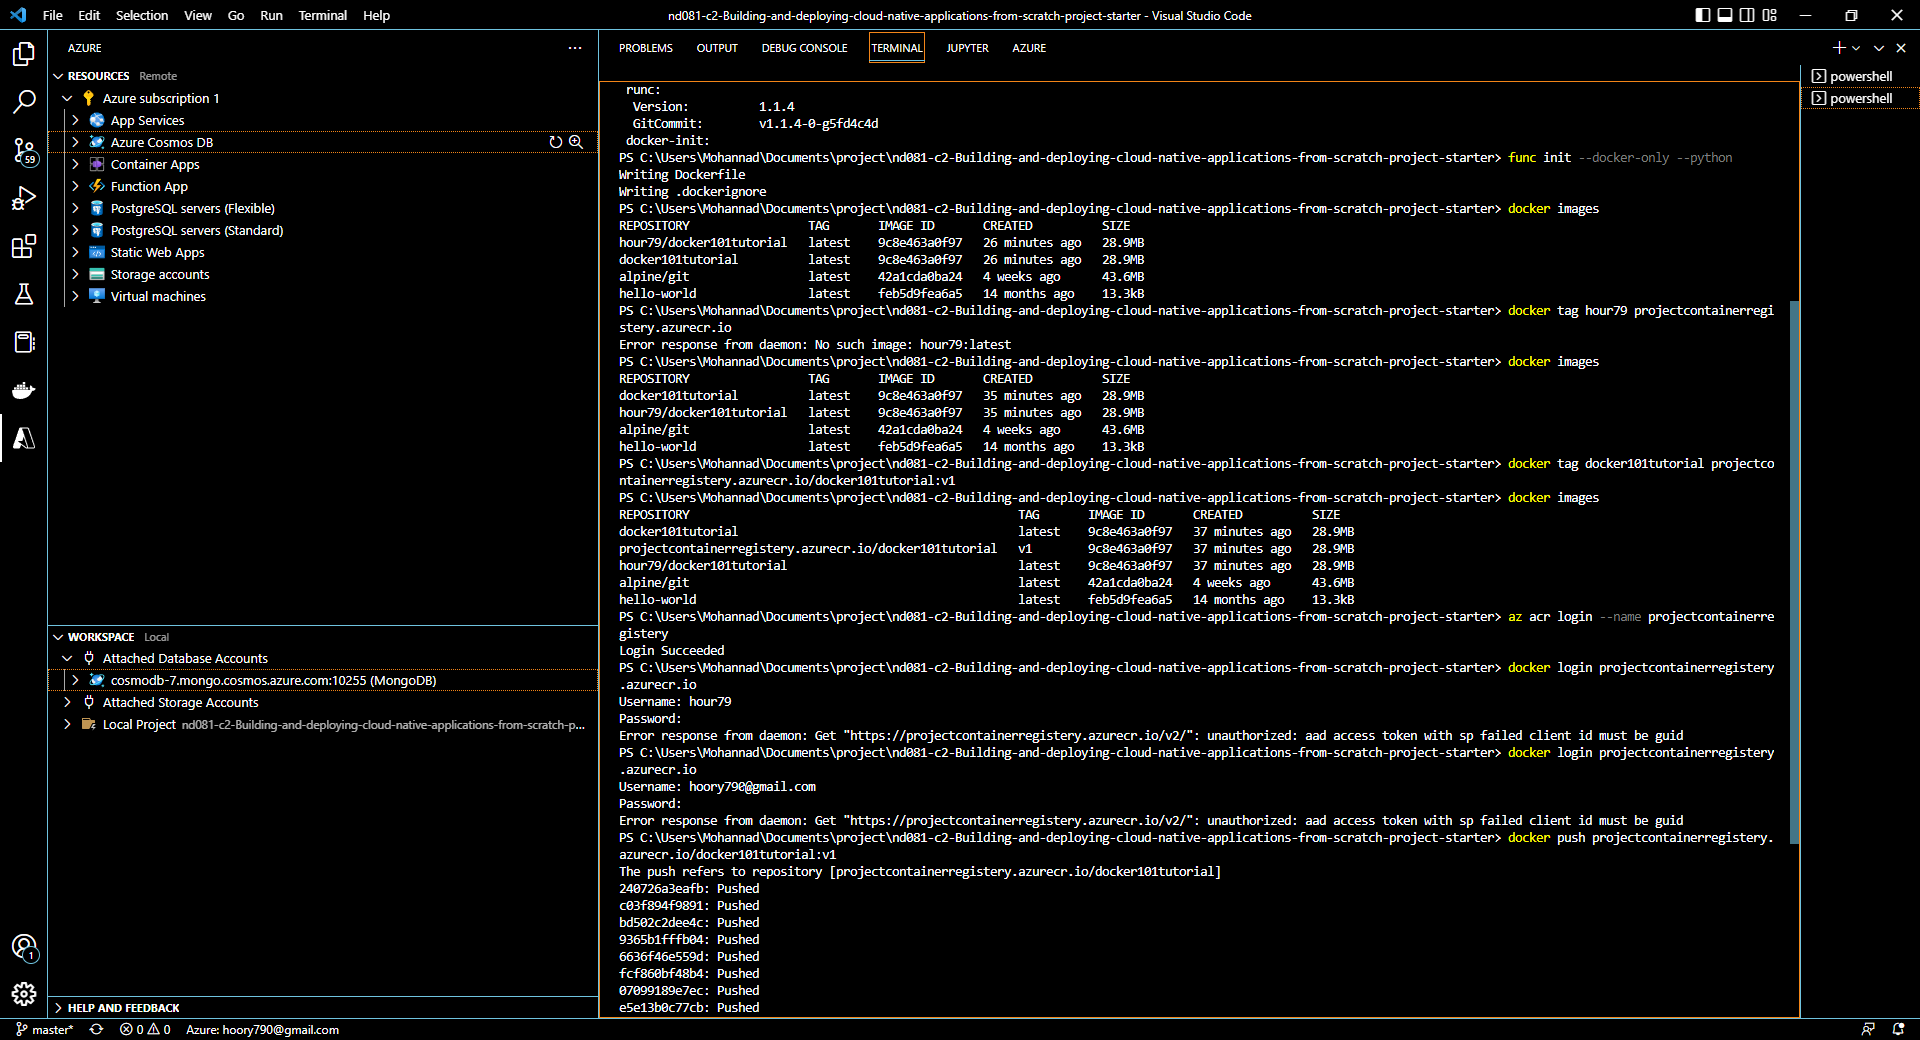 File Edit Selection View Go Run Terminal Help
nd081-c2-Building-and-deploying-cloud-native-applications-from-scratch-project-starter - Visual Studio Code
AZURE
RESOURCES Remote
Azure subscription 1
App Services
Azure Cosmos DB
Container Apps
Function App
PostgreSQL servers (Flexible)
PostgreSQL servers (Standard)
Static Web Apps
Storage accounts
Virtual machines
59
WORKSPACE Local
Attached Database Accounts
cosmodb-7.mongo.cosmos.azure.com:10255 (MongoDB)
Attached Storage Accounts
Local Project nd081-c2-Building-and-deploying-cloud-native-applications-from-scratch-p...
HELP AND FEEDBACK
1
PROBLEMS OUTPUT DEBUG CONSOLE TERMINAL JUPYTER AZURE
powershell
powershell
runc:
Version: 1.1.4
GitCommit: v1.1.4-0-g5fd4c4d
docker-init:
PS C:\Users\Mohannad\Documents\project\nd081-c2-Building-and-deploying-cloud-native-applications-from-scratch-project-starter> func init --docker-only --python
Writing Dockerfile
Writing .dockerignore
PS C:\Users\Mohannad\Documents\project\nd081-c2-Building-and-deploying-cloud-native-applications-from-scratch-project-starter> docker images
REPOSITORY TAG IMAGE ID CREATED SIZE
hour79/docker101tutorial latest 9c8e463a0f97 26 minutes ago 28.9MB
docker101tutorial latest 9c8e463a0f97 26 minutes ago 28.9MB
alpine/git latest 42a1cda0ba24 4 weeks ago 43.6MB
hello-world latest feb5d9fea6a5 14 months ago 13.3kB
PS C:\Users\Mohannad\Documents\project\nd081-c2-Building-and-deploying-cloud-native-applications-from-scratch-project-starter> docker tag hour79 projectcontainerregi
stery.azurecr.io
Error response from daemon: No such image: hour79:latest
PS C:\Users\Mohannad\Documents\project\nd081-c2-Building-and-deploying-cloud-native-applications-from-scratch-project-starter> docker images
REPOSITORY TAG IMAGE ID CREATED SIZE
docker101tutorial latest 9c8e463a0f97 35 minutes ago 28.9MB
hour79/docker101tutorial latest 9c8e463a0f97 35 minutes ago 28.9MB
alpine/git latest 42a1cda0ba24 4 weeks ago 43.6MB
hello-world latest feb5d9fea6a5 14 months ago 13.3kB
PS C:\Users\Mohannad\Documents\project\nd081-c2-Building-and-deploying-cloud-native-applications-from-scratch-project-starter> docker tag docker101tutorial projectco
ntainerregistery.azurecr.io/docker101tutorial:v1
PS C:\Users\Mohannad\Documents\project\nd081-c2-Building-and-deploying-cloud-native-applications-from-scratch-project-starter> docker images
REPOSITORY TAG IMAGE ID CREATED SIZE
docker101tutorial latest 9c8e463a0f97 37 minutes ago 28.9MB
projectcontainerregistery.azurecr.io/docker101tutorial v1 9c8e463a0f97 37 minutes ago 28.9MB
hour79/docker101tutorial latest 9c8e463a0f97 37 minutes ago 28.9MB
alpine/git latest 42a1cda0ba24 4 weeks ago 43.6MB
hello-world latest feb5d9fea6a5 14 months ago 13.3kB
PS C:\Users\Mohannad\Documents\project\nd081-c2-Building-and-deploying-cloud-native-applications-from-scratch-project-starter> az acr login --name projectcontainerre
gistery
Login Succeeded
PS C:\Users\Mohannad\Documents\project\nd081-c2-Building-and-deploying-cloud-native-applications-from-scratch-project-starter> docker login projectcontainerregistery
.azurecr.io
Username: hour79
Password:
Error response from daemon: Get "https://projectcontainerregistery.azurecr.io/v2/": unauthorized: aad access token with sp failed client id must be guid
PS C:\Users\Mohannad\Documents\project\nd081-c2-Building-and-deploying-cloud-native-applications-from-scratch-project-starter> docker login projectcontainerregistery
.azurecr.io
Username: hoory790@gmail.com
Password:
Error response from daemon: Get "https://projectcontainerregistery.azurecr.io/v2/": unauthorized: aad access token with sp failed client id must be guid
PS C:\Users\Mohannad\Documents\project\nd081-c2-Building-and-deploying-cloud-native-applications-from-scratch-project-starter> docker push projectcontainerregistery.
azurecr.io/docker101tutorial:v1
The push refers to repository [projectcontainerregistery.azurecr.io/docker101tutorial]
240726a3eafb: Pushed
c03f894f9891: Pushed
bd502c2dee4c: Pushed
9365b1fffb04: Pushed
6636f46e559d: Pushed
fcf860bf48b4: Pushed
07099189e7ec: Pushed
e5e13b0c77cb: Pushed
master* 0 0 Azure: hoory790@gmail.com